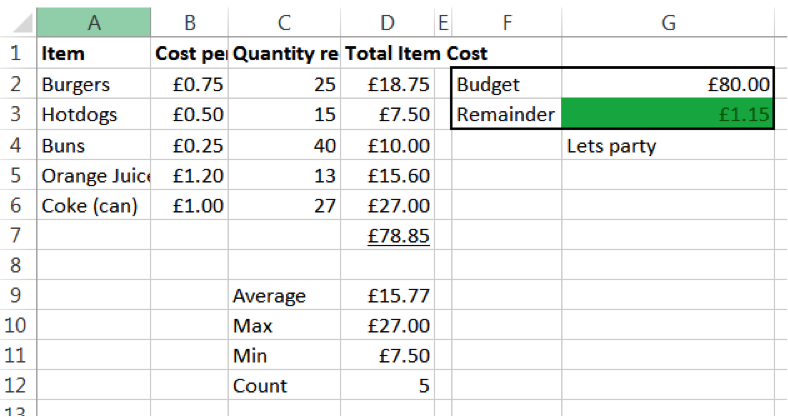 A B C D E F G
1 Item Cost per Quantity re Total Item Cost
2 Burgers £0.75 25 £18.75 Budget £80.00
3 Hotdogs £0.50 15 £7.50 Remainder £1.15
4 Buns £0.25 40 £10.00 Lets party
5 Orange Juice £1.20 13 £15.60
6 Coke (can) £1.00 27 £27.00
7 £78.85
8
9 Average £15.77
10 Max £27.00
11 Min £7.50
12 Count 5
13